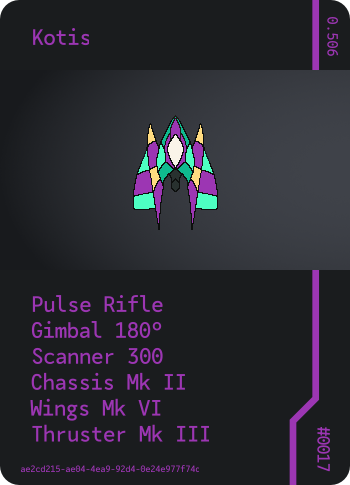 Kotis
0.506
Pulse Rifle
Gimbal 180°
Scanner 300
Chassis Mk II
Wings Mk VI
Thruster Mk III
#0017
ae2cd215-ae04-4ea9-92d4-0e24e977f74c